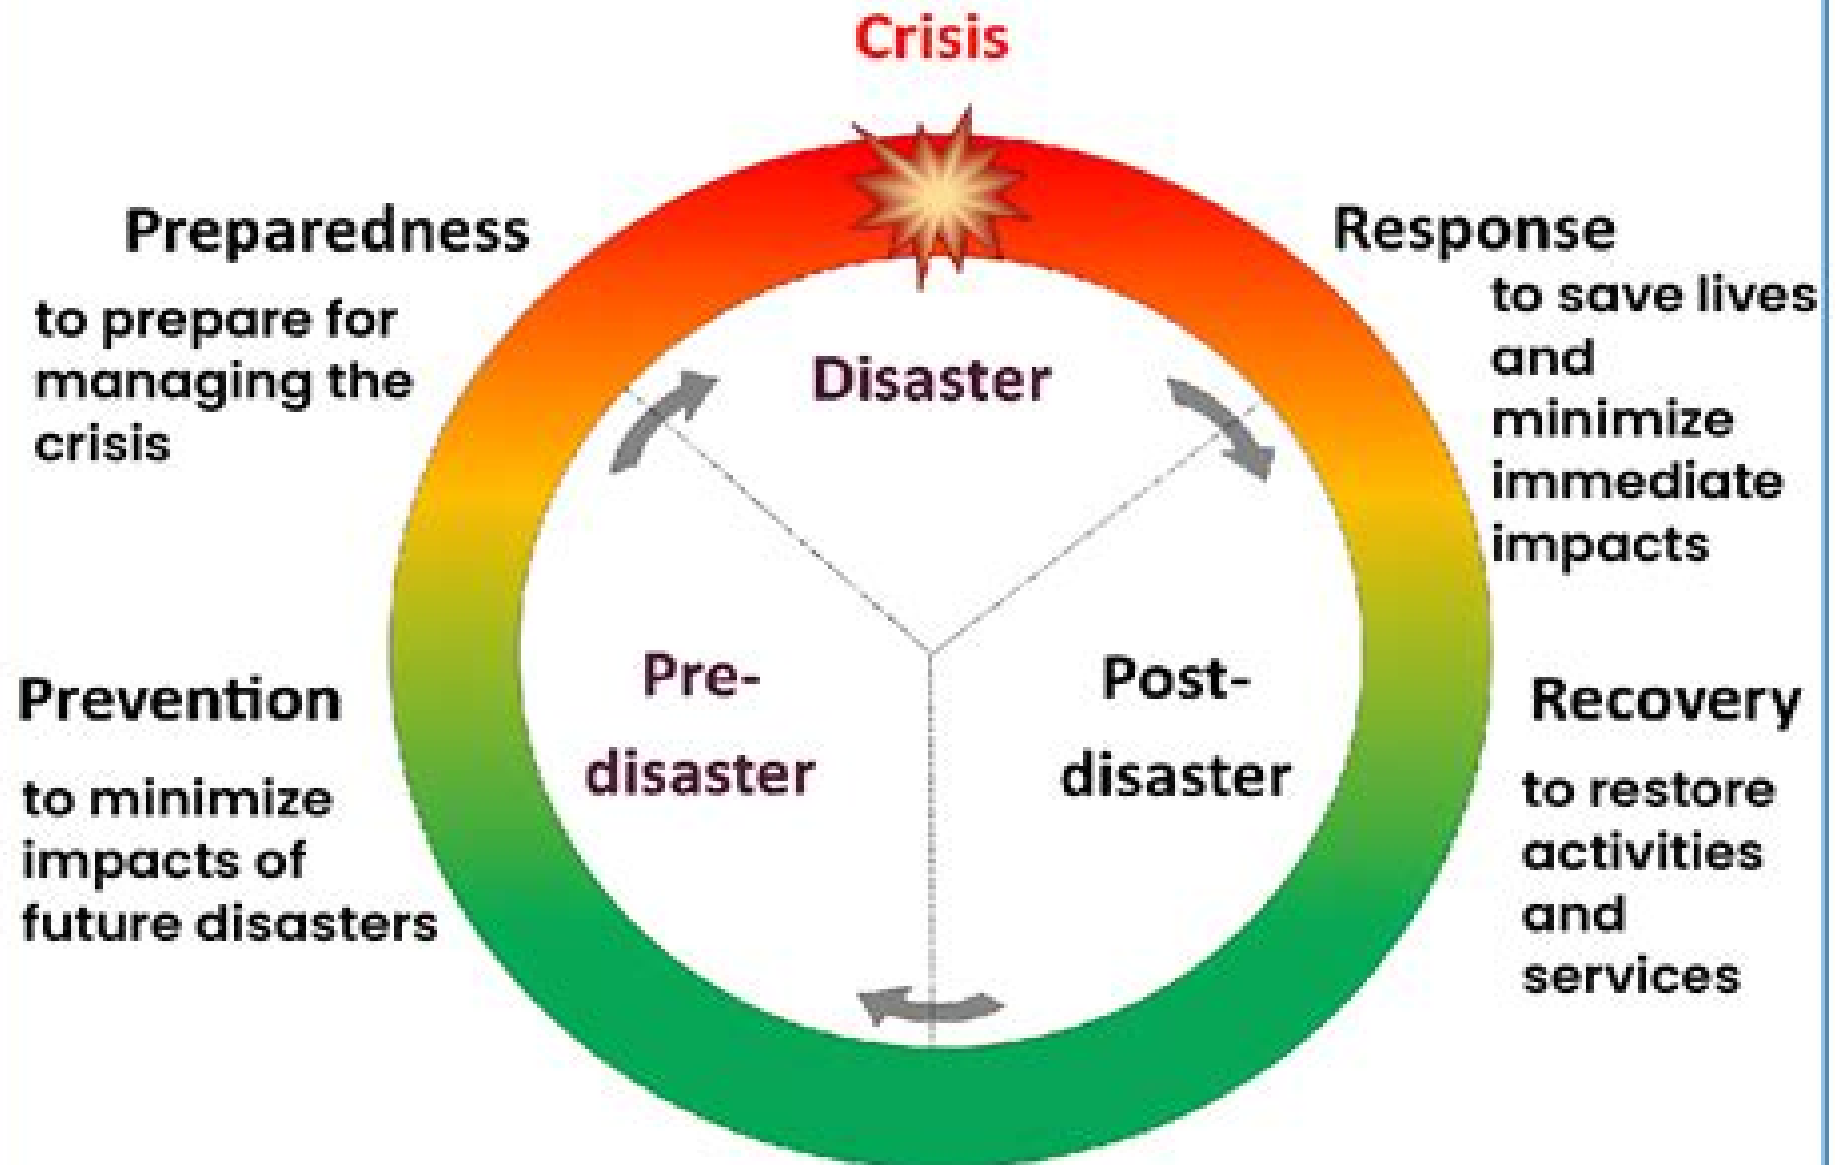 Crisis
Preparedness
to prepare for
managing the
crisis
Response
to save lives
and
minimize
immediate
impacts
Disaster
Pre-
disaster
Post-
disaster
Prevention
to minimize
impacts of
future disasters
Recovery
to restore
activities
and
services